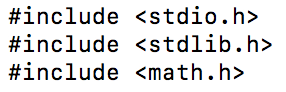 #include <stdio.h>
#include <stdlib.h>
#include <math.h>